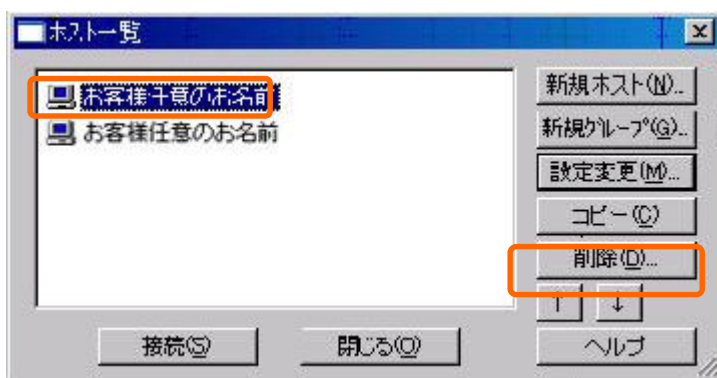 ホスト一覧
お客様任意のお名前
お客様任意のお名前
新規ホスト(N)...
新規グループ(G)...
設定変更(M)...
コピー(C)
削除(D)...
↑ ↓
接続(S) 閉じる(O) ヘルプ